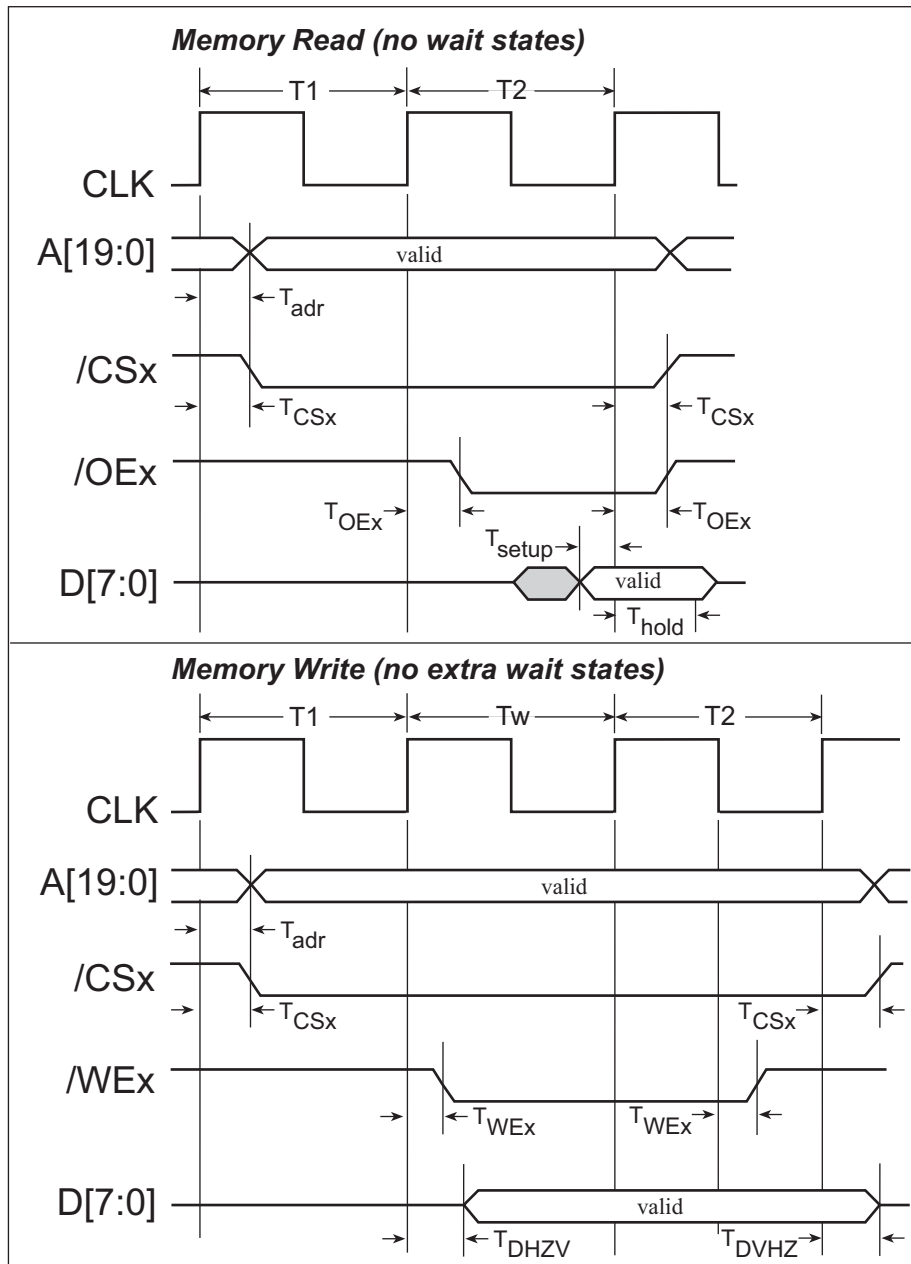 Memory Read (no wait states)
T1 T2
CLK
A[19:0] valid
Tadr
/CSx
TCSx TCSx
/OEx
TOEx TOEx
Tsetup
D[7:0] valid
Thold
Memory Write (no extra wait states)
T1 Tw T2
CLK
A[19:0] valid
Tadr
/CSx
TCSx TCSx
/WEx
TWEx TWEx
D[7:0] valid
TDHZV TDVHZ